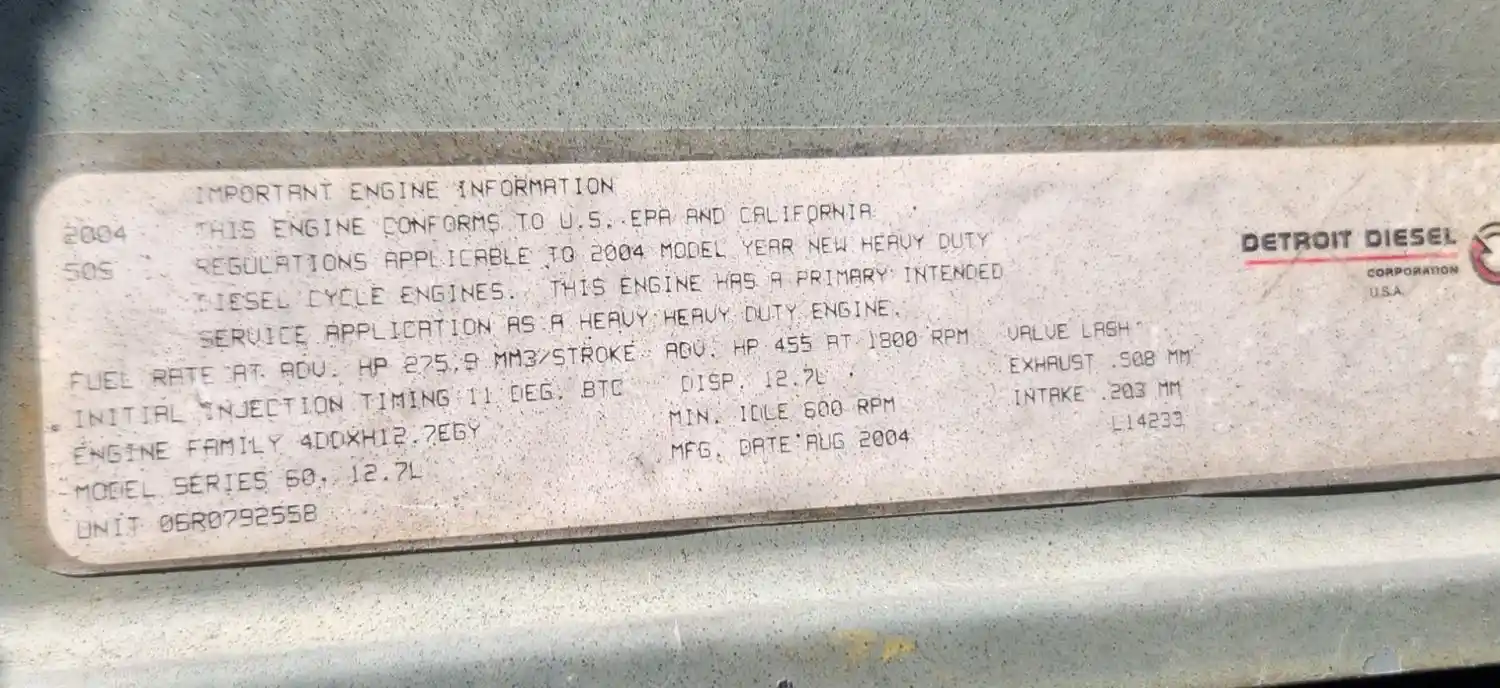 IMPORTANT ENGINE INFORMATION
2004 THIS ENGINE CONFORMS TO U.S. EPA AND CALIFORNIA
50S REGULATIONS APPLICABLE TO 2004 MODEL YEAR NEW HEAVY DUTY
DIESEL CYCLE ENGINES. THIS ENGINE HAS A PRIMARY INTENDED
SERVICE APPLICATION AS A HEAVY HEAVY DUTY ENGINE.
FUEL RATE AT ADV. HP 275.9 MM3/STROKE ADV. HP 455 AT 1800 RPM VALVE LASH
INITIAL INJECTION TIMING 11 DEG. BTC DISP. 12.7L EXHAUST .508 MM
ENGINE FAMILY 4DDXH12.7EGY MIN. IDLE 600 RPM INTAKE .203 MM
MODEL SERIES 60, 12.7L MFG. DATE AUG 2004 L14233
UNIT 06R0792558
DETROIT DIESEL
CORPORATION
U.S.A.